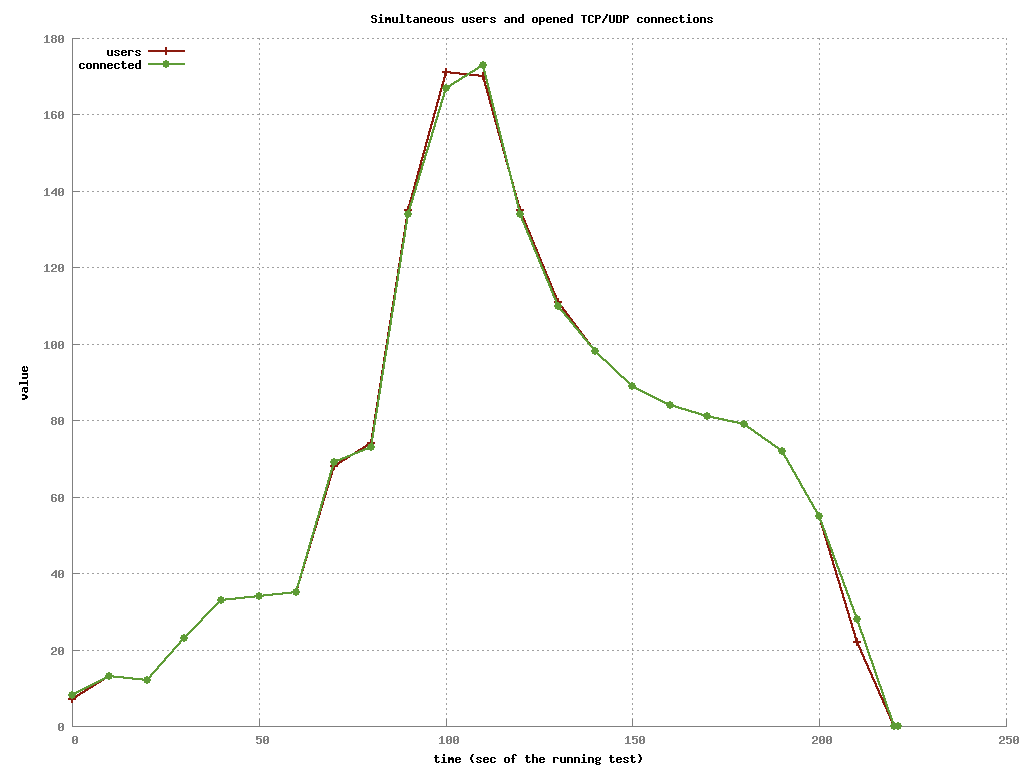 Simultaneous users and opened TCP/UDP connections
180
users
connected
160
140
120
100
value
80
60
40
20
0
0 50 100 150 200 250
time (sec of the running test)